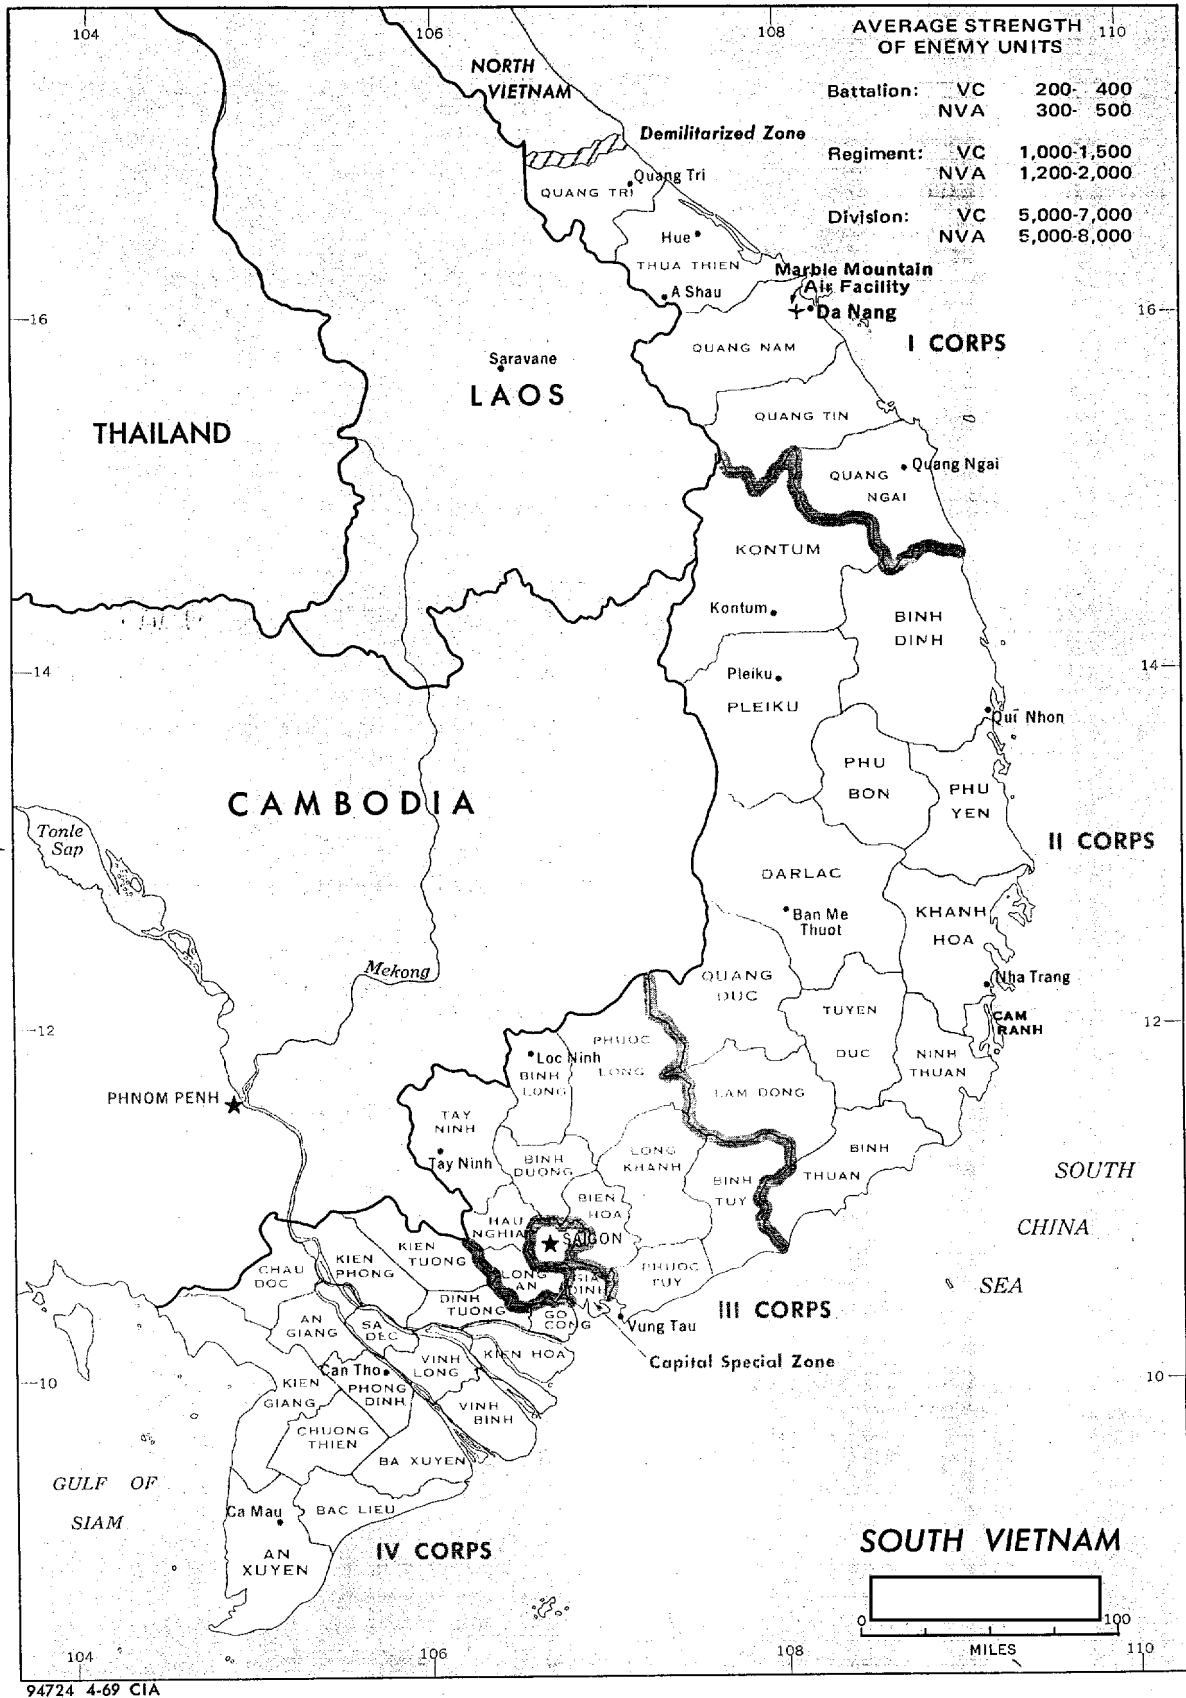 104
106
108
110
AVERAGE STRENGTH
OF ENEMY UNITS
Battalion: VC 200- 400
NVA 300- 500
Regiment: VC 1,000-1,500
NVA 1,200-2,000
Division: VC 5,000-7,000
NVA 5,000-8,000
NORTH
VIETNAM
Demilitarized Zone
Quang Tri
QUANG TRI
Hue
THUA THIEN
A Shau
Marble Mountain
Air Facility
Da Nang
16
16
I CORPS
QUANG NAM
Saravane
LAOS
THAILAND
QUANG TIN
Quang Ngai
QUANG
NGAI
KONTUM
Kontum
BINH
DINH
14
14
Pleiku
PLEIKU
Qui Nhon
PHU
BON
PHU
YEN
CAMBODIA
Tonle
Sap
II CORPS
DARLAC
Ban Me
Thuot
KHANH
HOA
Mekong
QUANG
DUC
Nha Trang
CAM
RANH
TUYEN
DUC
12
12
NINH
THUAN
PHUOC
LONG
Loc Ninh
BINH
LONG
LAM DONG
PHNOM PENH
TAY
NINH
Tay Ninh
BINH
DUONG
LONG
KHANH
BINH
TUY
BINH
THUAN
SOUTH
CHINA
SEA
BIEN
HOA
HAU
NGHIA
SAIGON
KIEN
TUONG
KIEN
PHONG
CHAU
DOC
LONG
AN
GIA
DINH
PHUOC
TUY
DINH
TUONG
GO
CONG
III CORPS
Vung Tau
Capital Special Zone
AN
GIANG
SA
DEC
KIEN HOA
VINH
LONG
Can Tho
PHONG
DINH
KIEN
GIANG
VINH
BINH
10
10
CHUONG
THIEN
BA XUYEN
GULF OF
SIAM
Ca Mau
BAC LIEU
AN
XUYEN
IV CORPS
SOUTH VIETNAM
0 100
MILES
104
106
108
110
94724 4-69 CIA